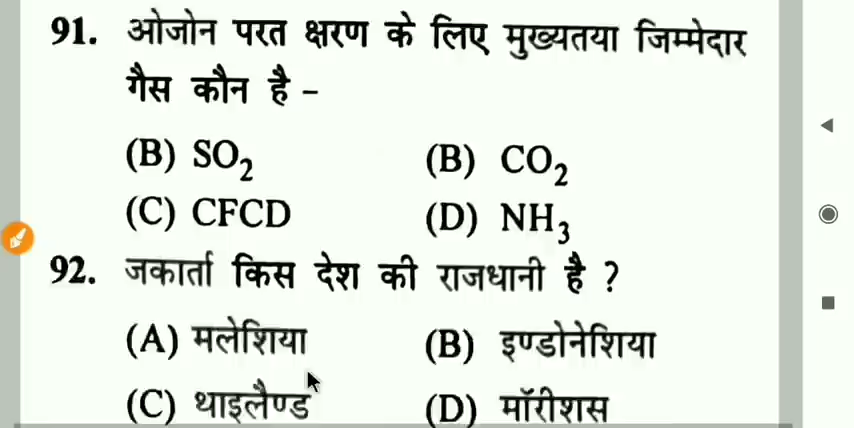 91. ओजोन परत क्षरण के लिए मुख्यतया जिम्मेदार
गैस कौन है -
(B) SO₂ (B) CO₂
(C) CFCD (D) NH₃
92. जकार्ता किस देश की राजधानी है ?
(A) मलेशिया (B) इण्डोनेशिया
(C) थाइलैण्ड (D) मॉरीशस